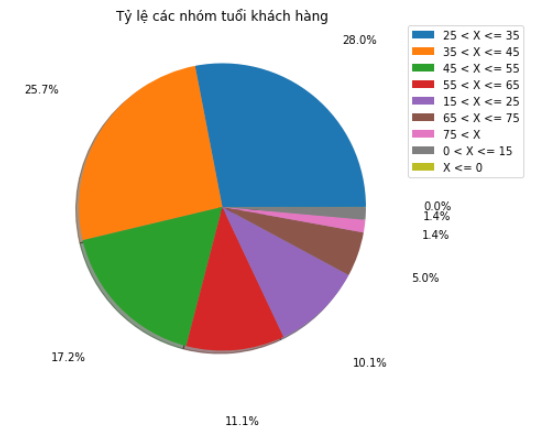 Tỷ lệ các nhóm tuổi khách hàng
28.0%
25 < X <= 35
35 < X <= 45
45 < X <= 55
55 < X <= 65
15 < X <= 25
65 < X <= 75
75 < X
0 < X <= 15
X <= 0
25.7%
0.0%
1.4%
1.4%
5.0%
17.2%
10.1%
11.1%